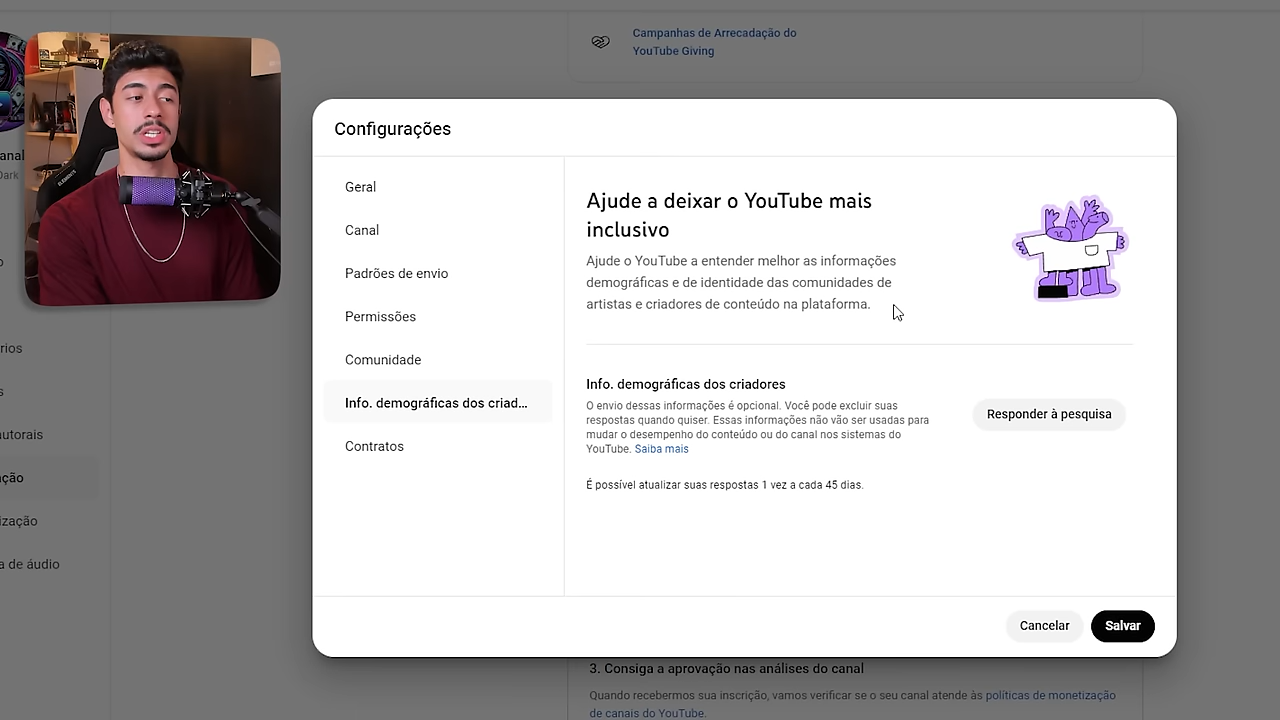 Campanhas de Arrecadação do
YouTube Giving
Configurações
anal
Dark
o
rios
s
autorais
ção
ização
a de áudio
Geral
Canal
Padrões de envio
Permissões
Comunidade
Info. demográficas dos criad...
Contratos
Ajude a deixar o YouTube mais
inclusivo
Ajude o YouTube a entender melhor as informações
demográficas e de identidade das comunidades de
artistas e criadores de conteúdo na plataforma.
Info. demográficas dos criadores
O envio dessas informações é opcional. Você pode excluir suas
respostas quando quiser. Essas informações não vão ser usadas para
mudar o desempenho do conteúdo ou do canal nos sistemas do
YouTube. Saiba mais
Responder à pesquisa
É possível atualizar suas respostas 1 vez a cada 45 dias.
Cancelar
Salvar
3. Consiga a aprovação nas análises do canal
Quando recebermos sua inscrição, vamos verificar se o seu canal atende às políticas de monetização
de canais do YouTube.